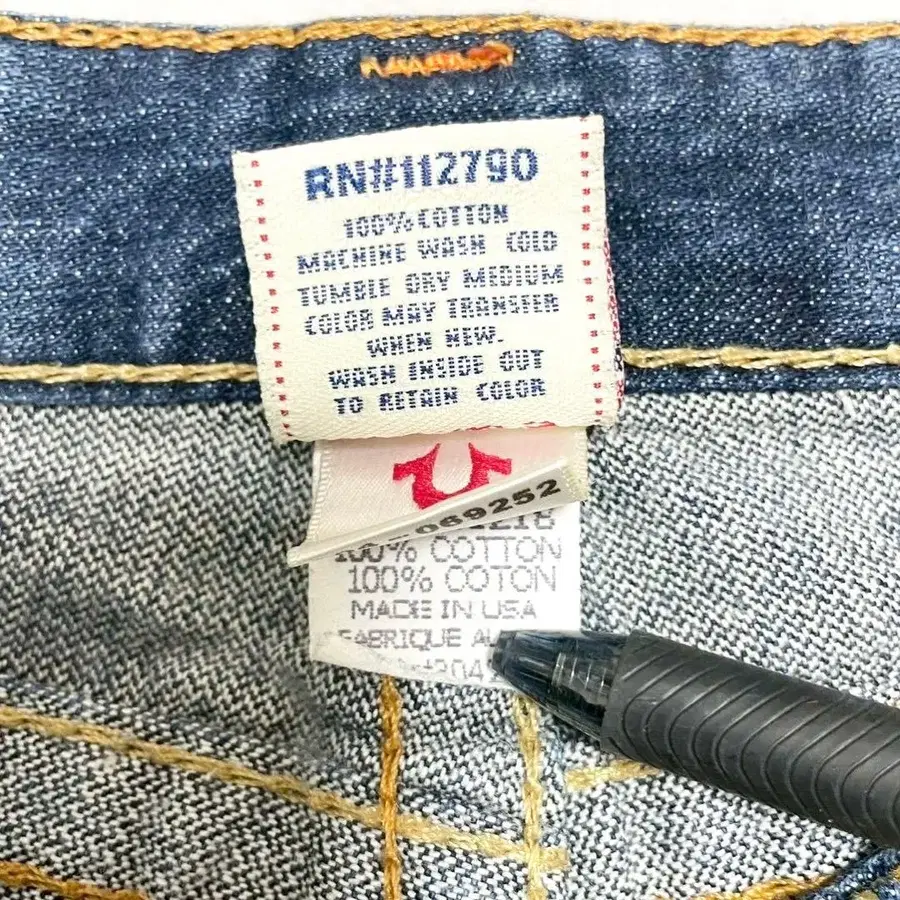 RN#112790
100% COTTON
MACHINE WASH COLD
TUMBLE DRY MEDIUM
COLOR MAY TRANSFER
WHEN NEW.
WASH INSIDE OUT
TO RETAIN COLOR
069252
100% COTTON
100% COTON
MADE IN USA
FABRIQUE